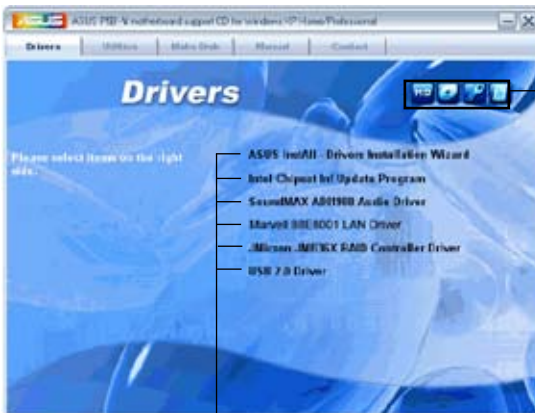 ASUS
ASUS P5B-V motherboard support CD for windows XP Home/Professional
Drivers
Utilities
Make Disk
Manual
Contact
Drivers
Please select items on the right side.
ASUS InstAll - Drivers Installation Wizard
Intel Chipset Inf Update Program
SoundMAX Audio Driver
Marvell 88E8001 LAN Driver
JMicron JMB36X RAID Controller Driver
USB 2.0 Driver